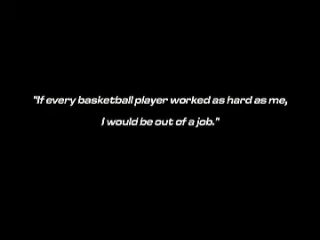 "If every basketball player worked as hard as me,
I would be out of a job."